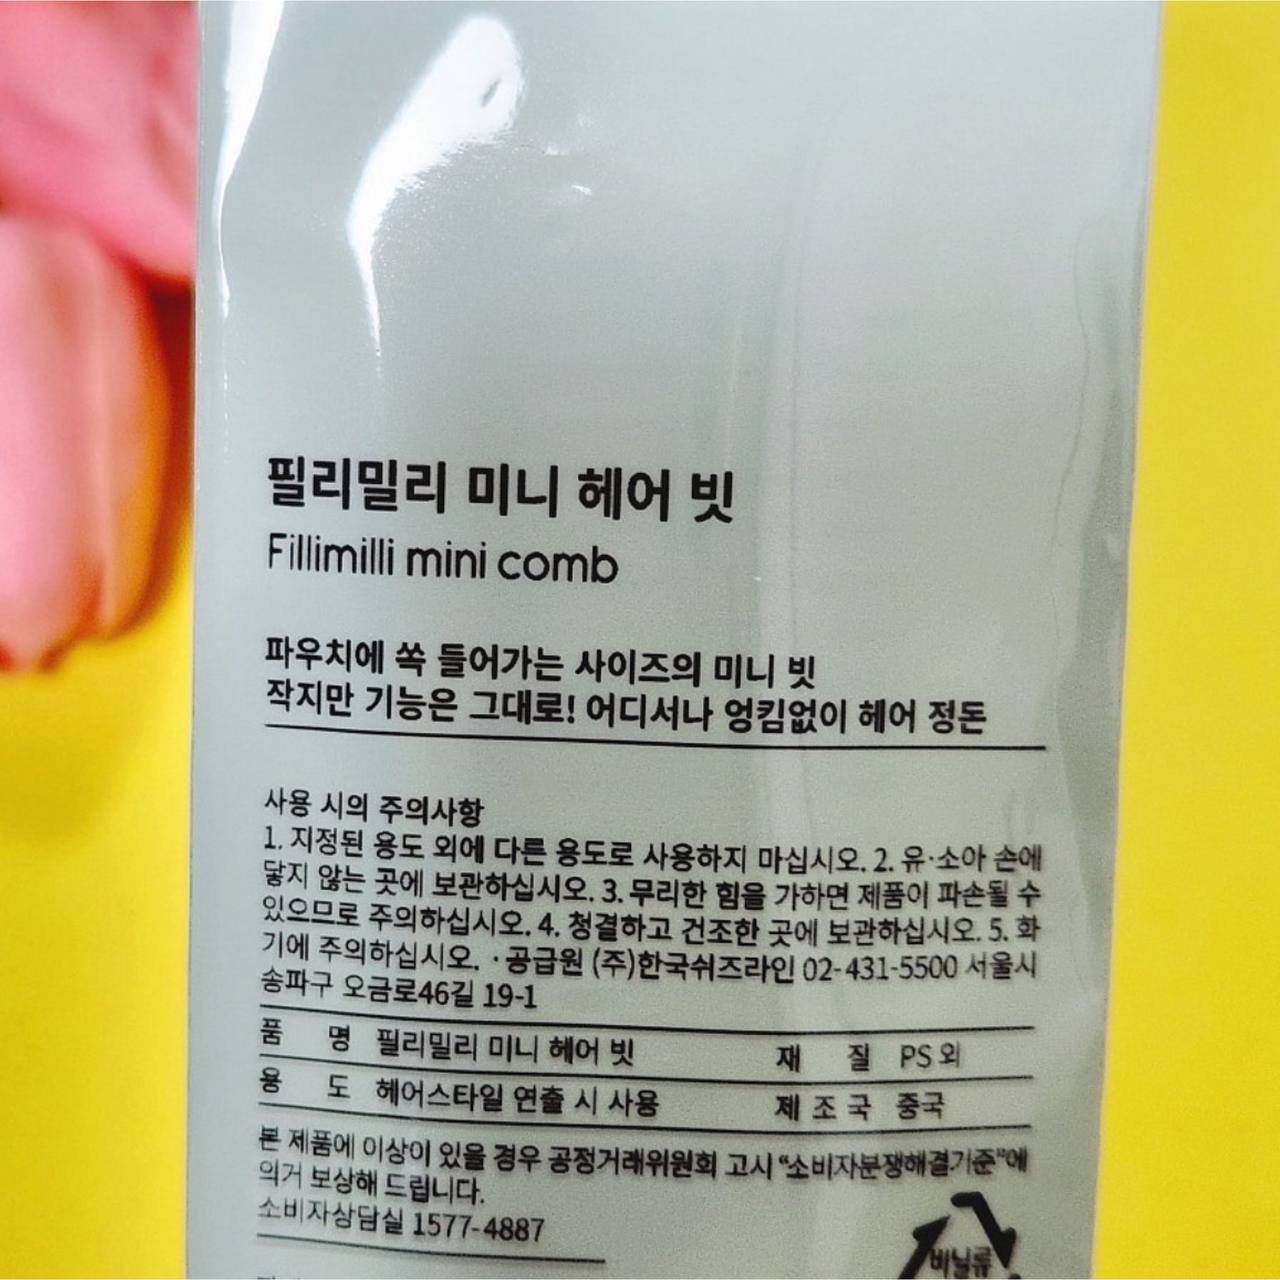 필리밀리 미니 헤어 빗
Fillimilli mini comb
파우치에 쏙 들어가는 사이즈의 미니 빗
작지만 기능은 그대로! 어디서나 엉킴없이 헤어 정돈
사용 시의 주의사항
1. 지정된 용도 외에 다른 용도로 사용하지 마십시오. 2. 유·소아 손에
닿지 않는 곳에 보관하십시오. 3. 무리한 힘을 가하면 제품이 파손될 수
있으므로 주의하십시오. 4. 청결하고 건조한 곳에 보관하십시오. 5. 화
기에 주의하십시오. ·공급원 (주)한국쉬즈라인 02-431-5500 서울시
송파구 오금로46길 19-1
품 명 필리밀리 미니 헤어 빗 재 질 PS 외
용 도 헤어스타일 연출 시 사용 제조국 중국
본 제품에 이상이 있을 경우 공정거래위원회 고시 “소비자분쟁해결기준”에
의거 보상해 드립니다.
소비자상담실 1577-4887
비닐류